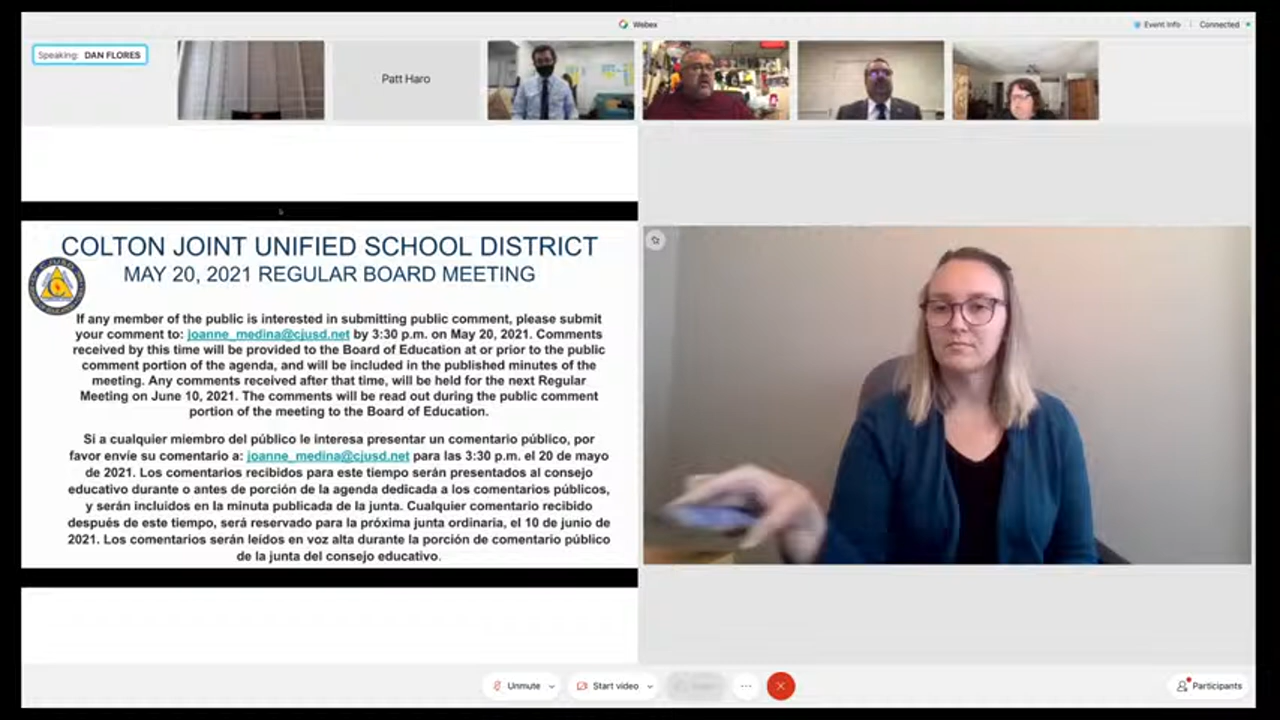 Webex
Event Info
Connected
Speaking: DAN FLORES
Patt Haro
COLTON JOINT UNIFIED SCHOOL DISTRICT
MAY 20, 2021 REGULAR BOARD MEETING
If any member of the public is interested in submitting public comment, please submit
your comment to: joanne_medina@cjusd.net by 3:30 p.m. on May 20, 2021. Comments
received by this time will be provided to the Board of Education at or prior to the public
comment portion of the agenda, and will be included in the published minutes of the
meeting. Any comments received after that time, will be held for the next Regular
Meeting on June 10, 2021. The comments will be read out during the public comment
portion of the meeting to the Board of Education.
Si a cualquier miembro del público le interesa presentar un comentario público, por
favor envíe su comentario a: joanne_medina@cjusd.net para las 3:30 p.m. el 20 de mayo
de 2021. Los comentarios recibidos para este tiempo serán presentados al consejo
educativo durante o antes de porción de la agenda dedicada a los comentarios públicos,
y serán incluidos en la minuta publicada de la junta. Cualquier comentario recibido
después de este tiempo, será reservado para la próxima junta ordinaria, el 10 de junio de
2021. Los comentarios serán leídos en voz alta durante la porción de comentario público
de la junta del consejo educativo.
Unmute
Start video
Participants